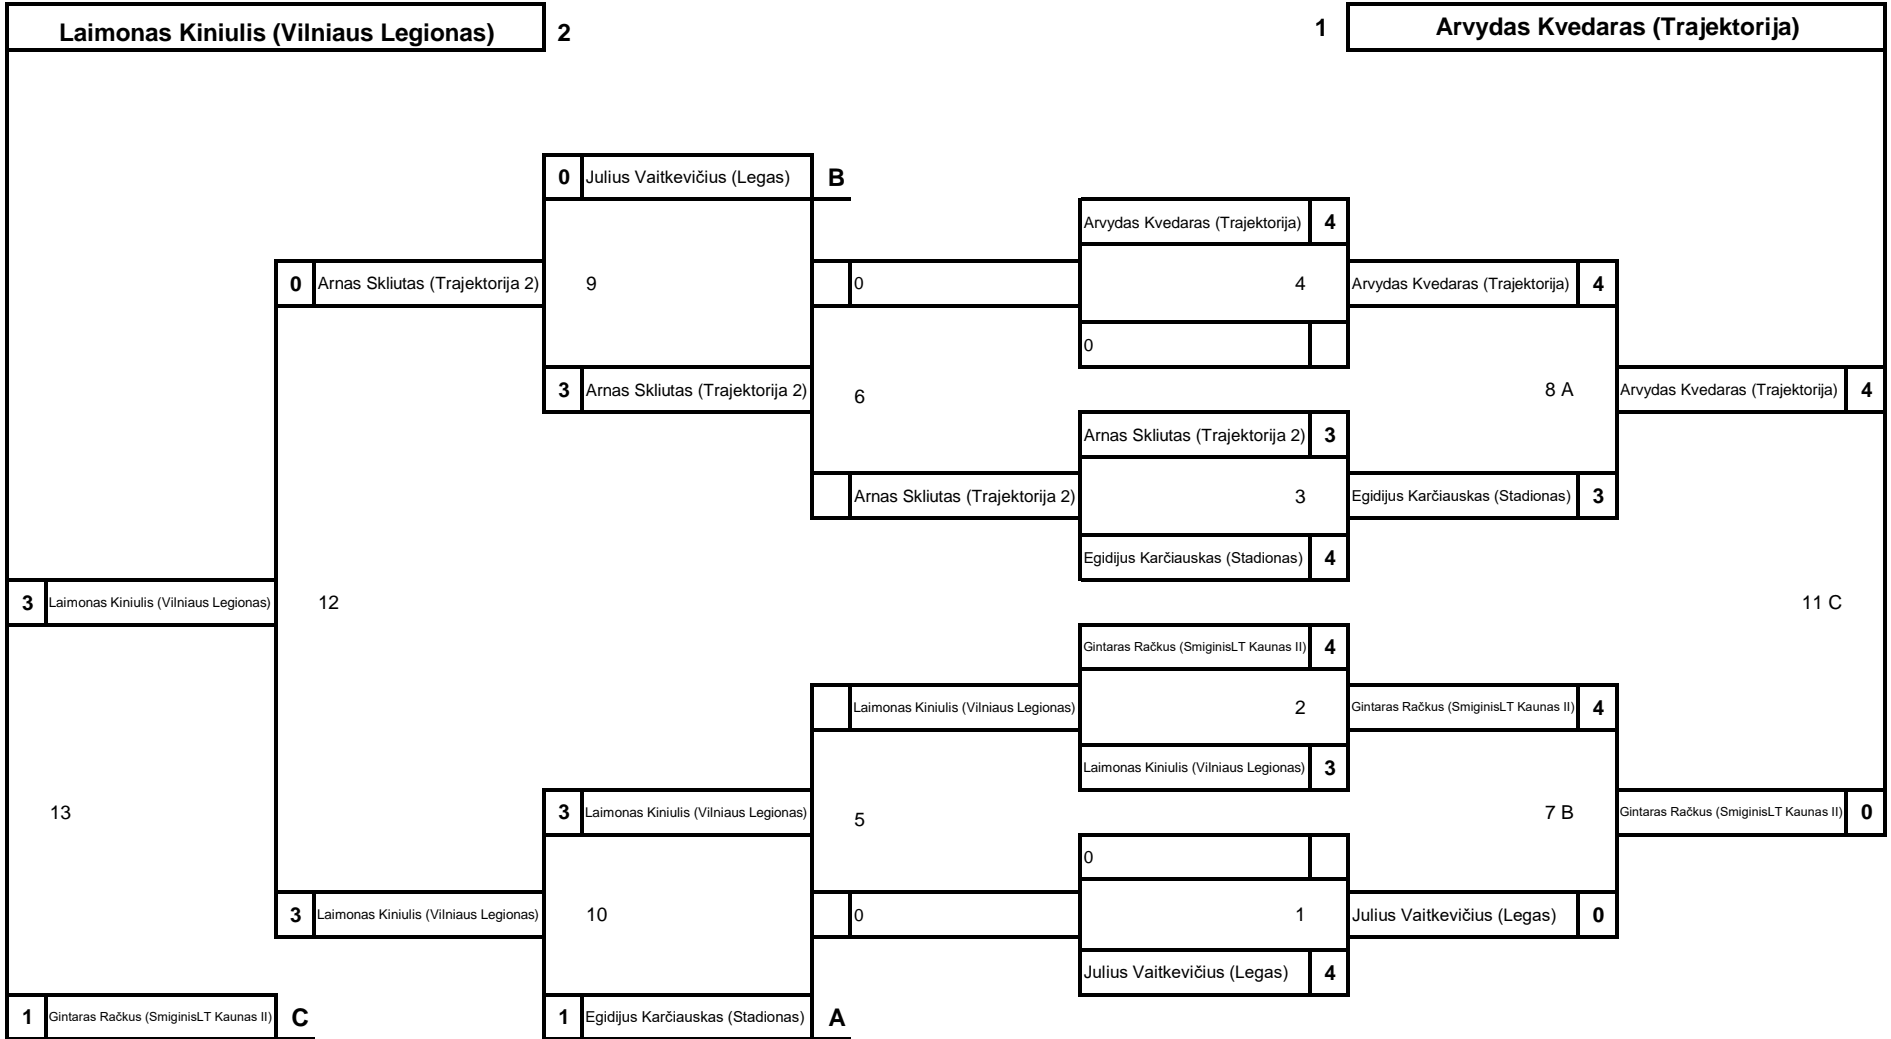 Laimonas Kiniulis (Vilniaus Legionas) 2 1 Arvydas Kvedaras (Trajektorija)
0 Julius Vaitkevičius (Legas) B
Arvydas Kvedaras (Trajektorija) 4
0 Arnas Skliutas (Trajektorija 2) 9 0 4 Arvydas Kvedaras (Trajektorija) 4
0
3 Arnas Skliutas (Trajektorija 2) 6 8 A Arvydas Kvedaras (Trajektorija) 4
Arnas Skliutas (Trajektorija 2) 3
Arnas Skliutas (Trajektorija 2) 3 Egidijus Karčiauskas (Stadionas) 3
Egidijus Karčiauskas (Stadionas) 4
3 Laimonas Kiniulis (Vilniaus Legionas) 12 11 C
Gintaras Račkus (SmiginisLT Kaunas II) 4
Laimonas Kiniulis (Vilniaus Legionas) 2 Gintaras Račkus (SmiginisLT Kaunas II) 4
Laimonas Kiniulis (Vilniaus Legionas) 3
13 3 Laimonas Kiniulis (Vilniaus Legionas) 5 7 B Gintaras Račkus (SmiginisLT Kaunas II) 0
0
3 Laimonas Kiniulis (Vilniaus Legionas) 10 0 1 Julius Vaitkevičius (Legas) 0
Julius Vaitkevičius (Legas) 4
1 Gintaras Račkus (SmiginisLT Kaunas II) C 1 Egidijus Karčiauskas (Stadionas) A